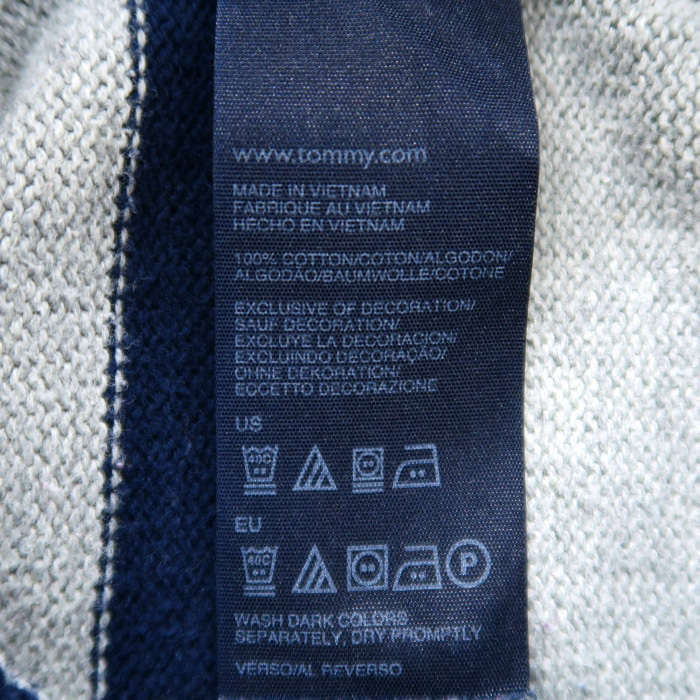 www.tommy.com
MADE IN VIETNAM
FABRIQUE AU VIETNAM
HECHO EN VIETNAM
100% COTTON/COTON/ALGODON/
ALGODÃO/BAUMWOLLE/COTONE
EXCLUSIVE OF DECORATION/
SAUF DECORATION/
EXCLUYE LA DECORACION/
EXCLUINDO DECORAÇÃO/
OHNE DEKORATION/
ECCETTO DECORAZIONE
US
40C
EU
40C P
WASH DARK COLORS
SEPARATELY, DRY PROMPTLY
VERSO/AL REVERSO